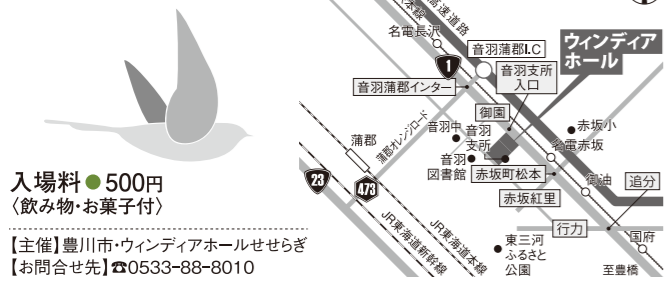 入場料●500円
〈飲み物・お菓子付〉
【主催】豊川市・ウィンディアホールせせらぎ
【お問合せ先】☎0533-88-8010
本線
高速道路
名電長沢
音羽蒲郡I.C
ウィンディア
ホール
1
音羽支所
入口
音羽蒲郡インター
御園
蒲郡オレンジロード
音羽中
音羽
支所
赤坂小
蒲郡
名電赤坂
音羽
図書館
赤坂町松本
御油
追分
23
473
赤坂紅里
行力
国府
JR東海道新幹線
JR東海道本線
東三河
ふるさと
公園
至豊橋